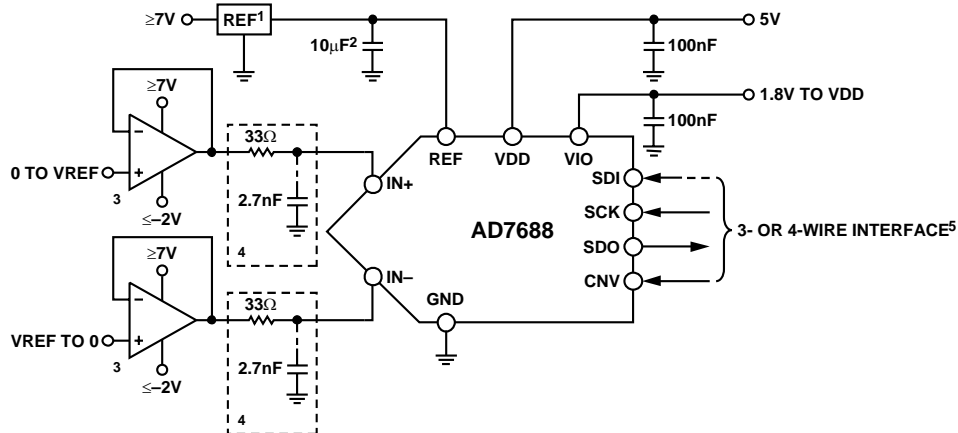 ≥7V
REF1
10μF2
100nF
5V
100nF
1.8V TO VDD
≥7V
−
+
0 TO VREF
3
≤–2V
33Ω
2.7nF
4
REF
VDD
VIO
IN+
SDI
SCK
AD7688
SDO
CNV
3- OR 4-WIRE INTERFACE5
IN–
GND
≥7V
−
+
VREF TO 0
3
≤–2V
33Ω
2.7nF
4